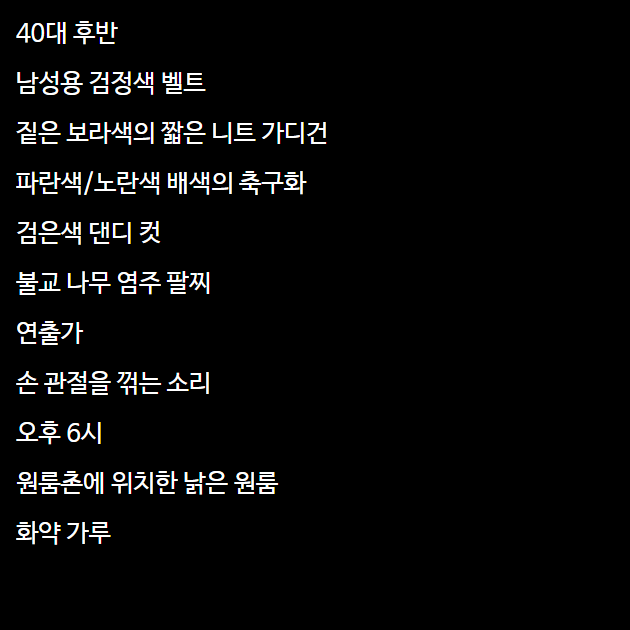 40대 후반
남성용 검정색 벨트
짙은 보라색의 짧은 니트 가디건
파란색/노란색 배색의 축구화
검은색 댄디 컷
불교 나무 염주 팔찌
연출가
손 관절을 꺾는 소리
오후 6시
원룸촌에 위치한 낡은 원룸
화약 가루